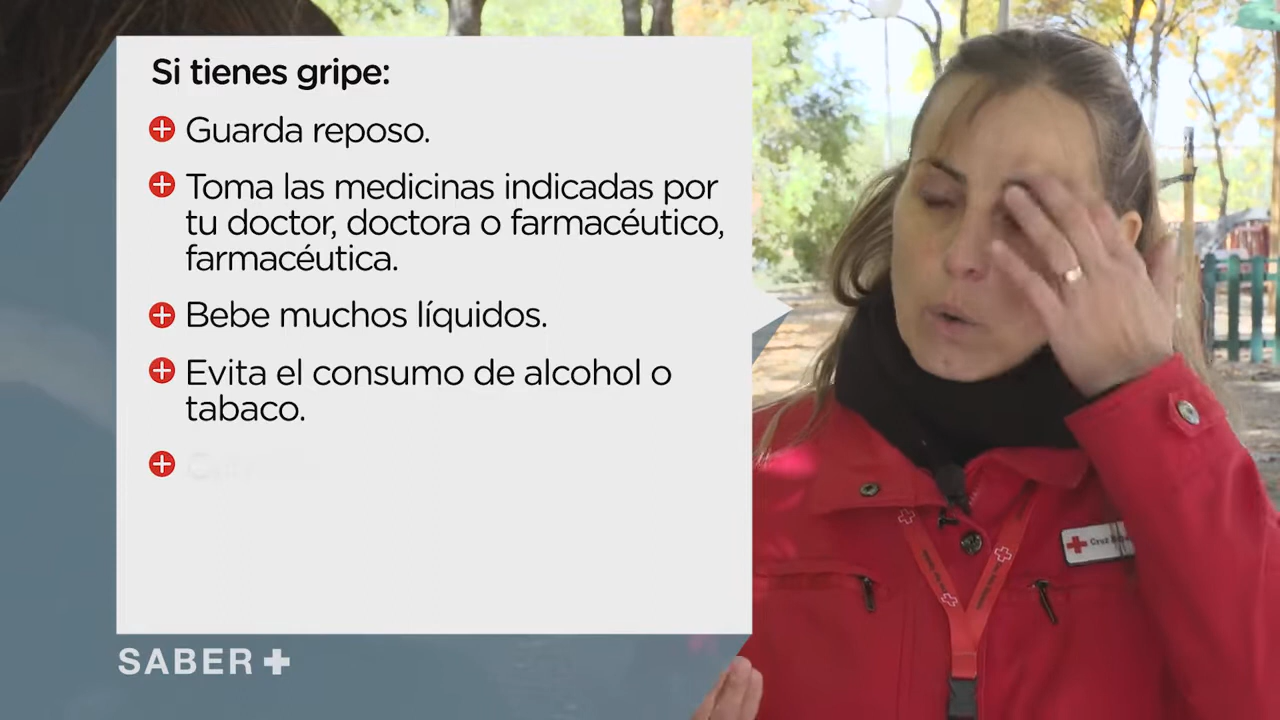 Si tienes gripe:
Guarda reposo.
Toma las medicinas indicadas por
tu doctor, doctora o farmacéutico,
farmacéutica.
Bebe muchos líquidos.
Evita el consumo de alcohol o
tabaco.
SABER+
Cruz